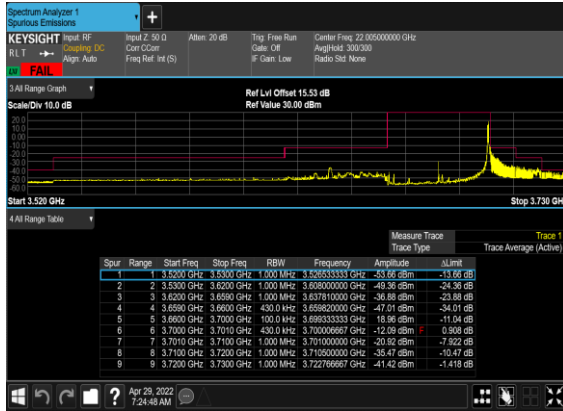 Spectrum Analyzer 1
Spurious Emissions
+
KEYSIGHT Input: RF Input Z: 50 Ω Atten: 20 dB Trig: Free Run Center Freq: 22.005000000 GHz
RLT Coupling: DC Corr CCorr Gate: Off Avg|Hold: 300/300
Align: Auto Freq Ref: Int (S) IF Gain: Low Radio Std: None
FAIL
3 All Range Graph Ref Lvl Offset 15.53 dB
Scale/Div 10.0 dB Ref Value 30.00 dBm
20.0
10.0
0.00
-10.0
-20.0
-30.0
-40.0
-50.0
-60.0
Start 3.520 GHz Stop 3.730 GH
4 All Range Table
Measure Trace Trace 1
Trace Type Trace Average (Active)
Spur Range Start Freq Stop Freq RBW Frequency Amplitude ΔLimit
1 1 3.5200 GHz 3.5300 GHz 1.000 MHz 3.526533333 GHz -53.66 dBm -13.66 dB
2 2 3.5300 GHz 3.6200 GHz 1.000 MHz 3.608000000 GHz -49.36 dBm -24.36 dB
3 3 3.6200 GHz 3.6590 GHz 1.000 MHz 3.637810000 GHz -36.88 dBm -23.88 dB
4 4 3.6590 GHz 3.6600 GHz 430.0 kHz 3.659820000 GHz -47.01 dBm -34.01 dB
5 5 3.6600 GHz 3.7000 GHz 100.0 kHz 3.699333333 GHz 18.96 dBm -11.04 dB
6 6 3.7000 GHz 3.7010 GHz 430.0 kHz 3.700006667 GHz -12.09 dBm F 0.908 dB
7 7 3.7010 GHz 3.7100 GHz 1.000 MHz 3.701000000 GHz -20.92 dBm -7.922 dB
8 8 3.7100 GHz 3.7200 GHz 1.000 MHz 3.710500000 GHz -35.47 dBm -10.47 dB
9 9 3.7200 GHz 3.7300 GHz 1.000 MHz 3.722766667 GHz -41.42 dBm -1.418 dB
? Apr 29, 2022
7:24:48 AM